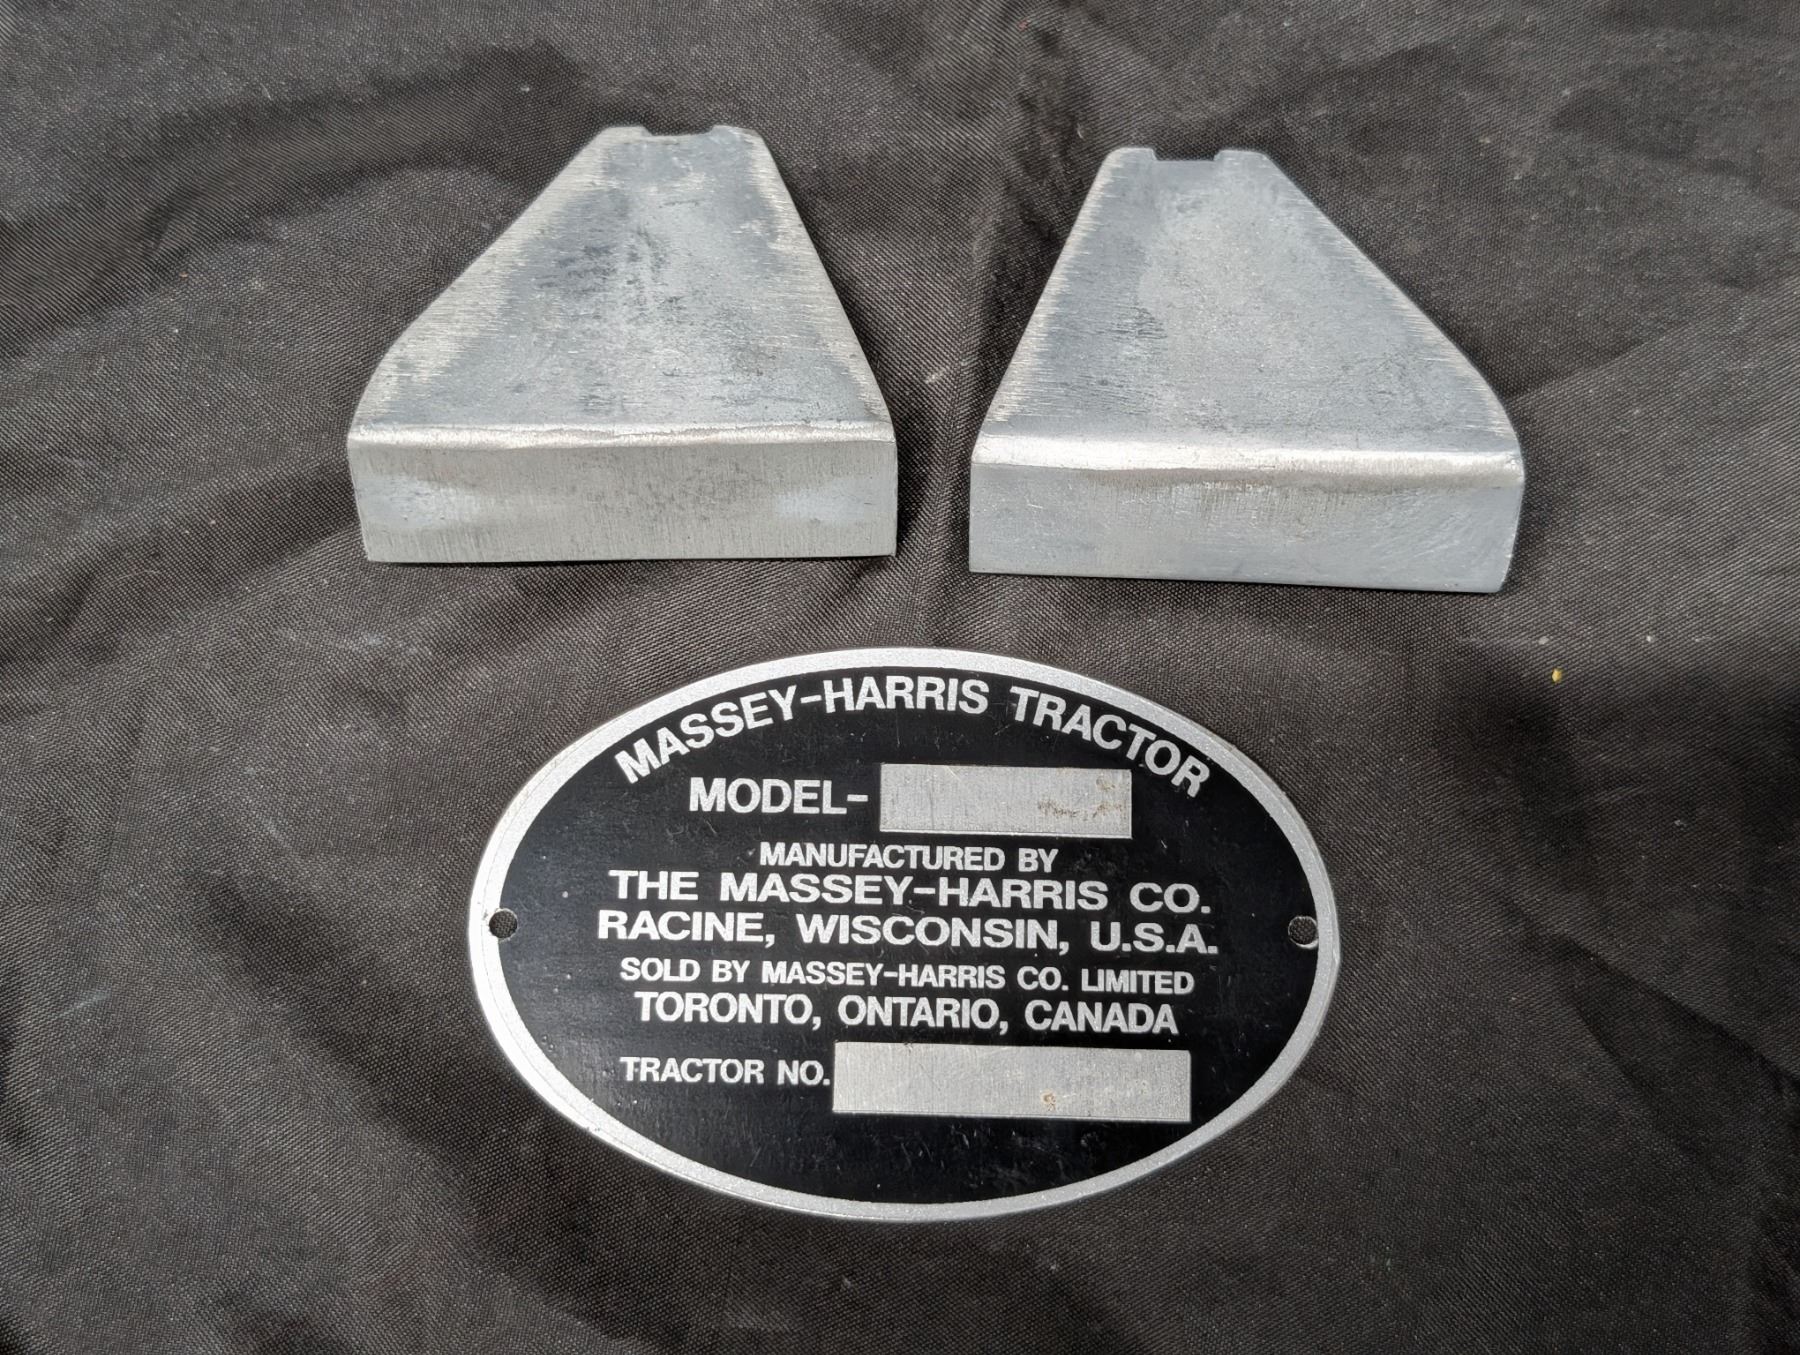 MASSEY-HARRIS TRACTOR
MODEL-
MANUFACTURED BY
THE MASSEY-HARRIS CO.
RACINE, WISCONSIN, U.S.A.
SOLD BY MASSEY-HARRIS CO. LIMITED
TORONTO, ONTARIO, CANADA
TRACTOR NO.